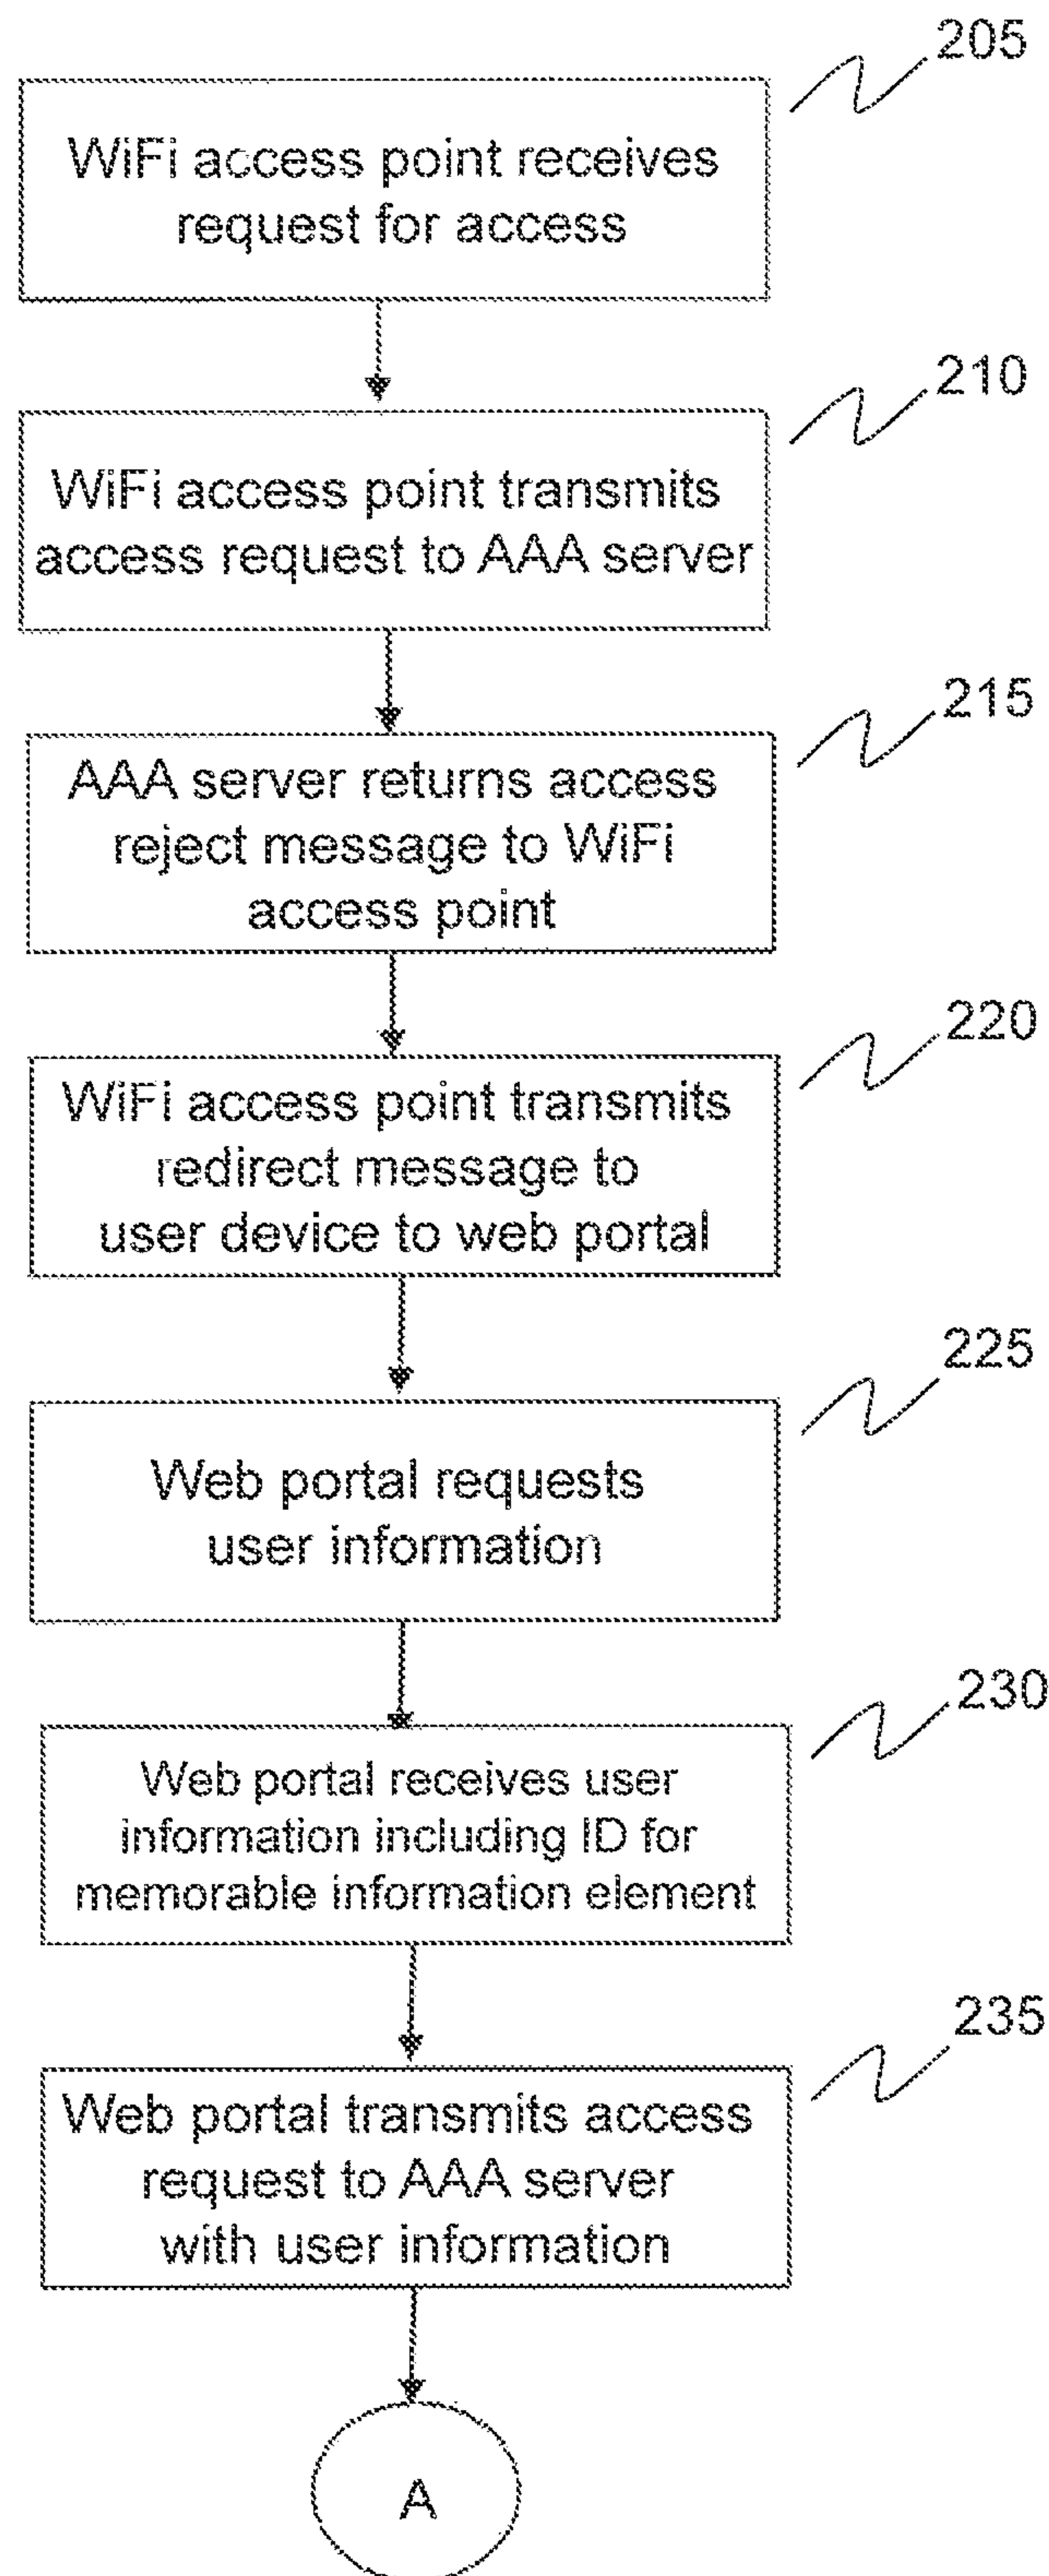 205
WiFi access point receives
request for access
210
WiFi access point transmits
access request to AAA server
215
AAA server returns access
reject message to WiFi
access point
220
WiFi access point transmits
redirect message to
user device to web portal
225
Web portal requests
user information
230
Web portal receives user
information including ID for
memorable information element
235
Web portal transmits access
request to AAA server
with user information
A